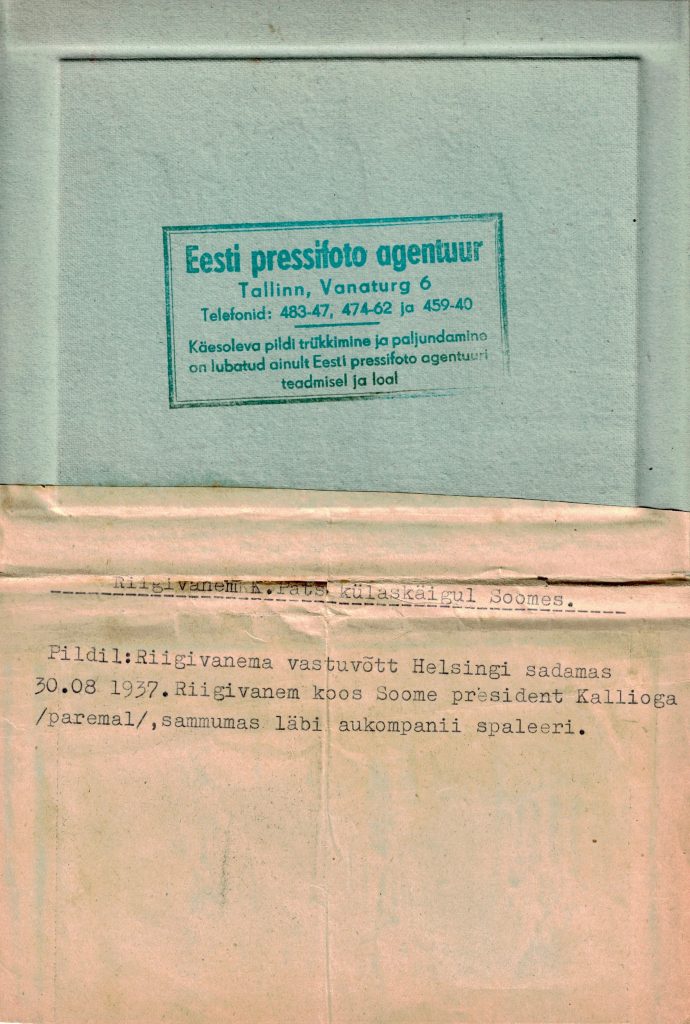 Eesti pressifoto agentuur
Tallinn, Vanaturg 6
Telefonid: 483-47, 474-62 ja 459-40
Käesoleva pildi trükkimine ja paljundamine
on lubatud ainult Eesti pressifoto agentuuri
teadmisel ja loal
Riigivanem K.Päts külaskäigul Soomes.
Pildil:Riigivanema vastuvõtt Helsingi sadamas
30.08 1937.Riigivanem koos Soome president Kallioga
/paremal/,sammumas läbi aukompanii spaleeri.